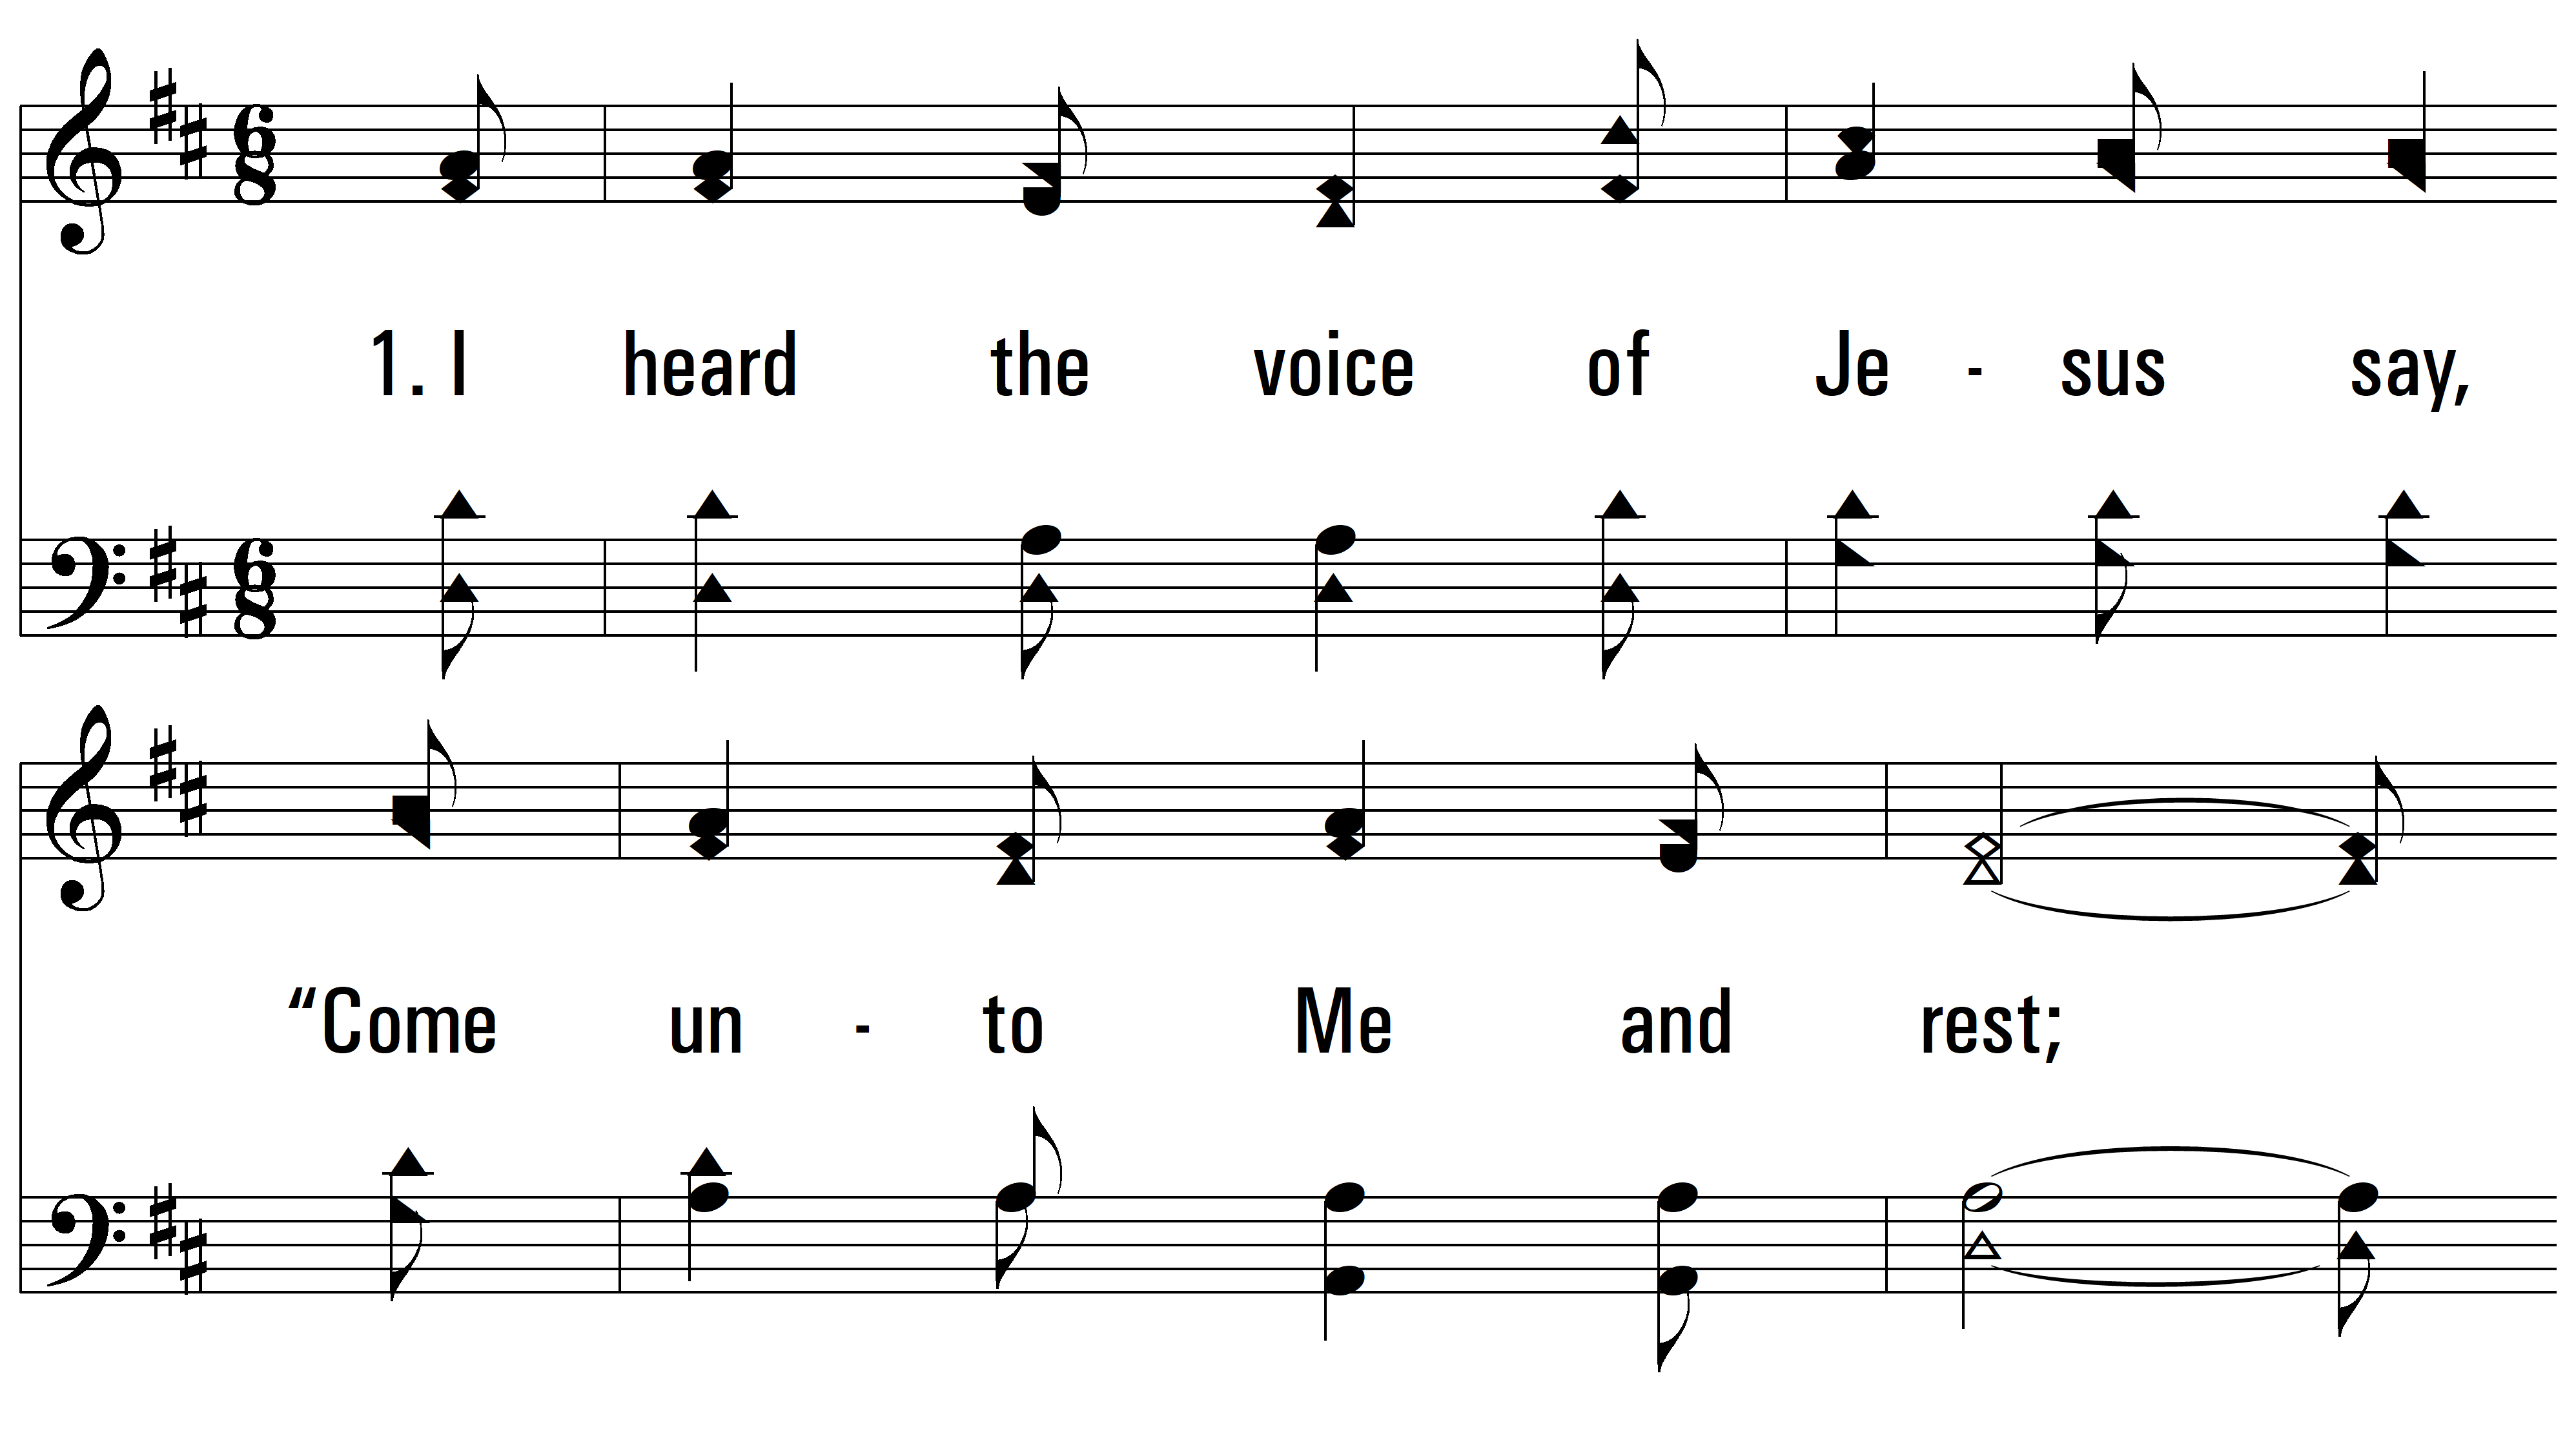 1. I heard the voice of Je - sus say,
“Come un - to Me and rest;